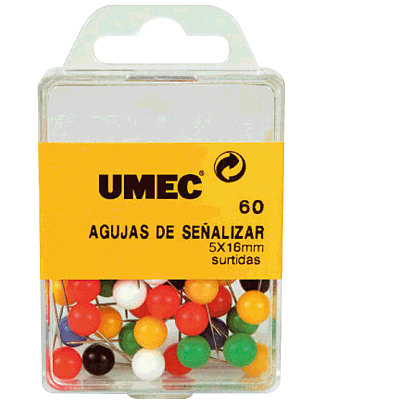 UMEC®
60
AGUJAS DE SEÑALIZAR
5X16mm
surtidas